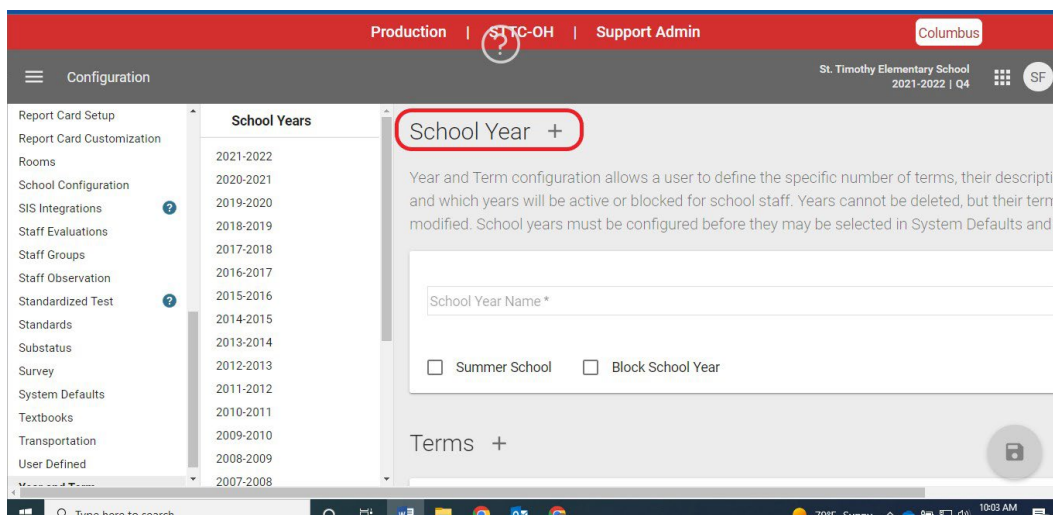 Production | STTC-OH | Support Admin
Columbus
?
Configuration
St. Timothy Elementary School
2021-2022 | Q4
SF
Report Card Setup
Report Card Customization
Rooms
School Configuration
SIS Integrations ?
Staff Evaluations
Staff Groups
Staff Observation
Standardized Test ?
Standards
Substatus
Survey
System Defaults
Textbooks
Transportation
User Defined
Year and Term
School Years
2021-2022
2020-2021
2019-2020
2018-2019
2017-2018
2016-2017
2015-2016
2014-2015
2013-2014
2012-2013
2011-2012
2010-2011
2009-2010
2008-2009
2007-2008
School Year +
Year and Term configuration allows a user to define the specific number of terms, their descripti
and which years will be active or blocked for school staff. Years cannot be deleted, but their term
modified. School years must be configured before they may be selected in System Defaults and
School Year Name *
Summer School
Block School Year
Terms +
Type here to search
Sunny
10:03 AM